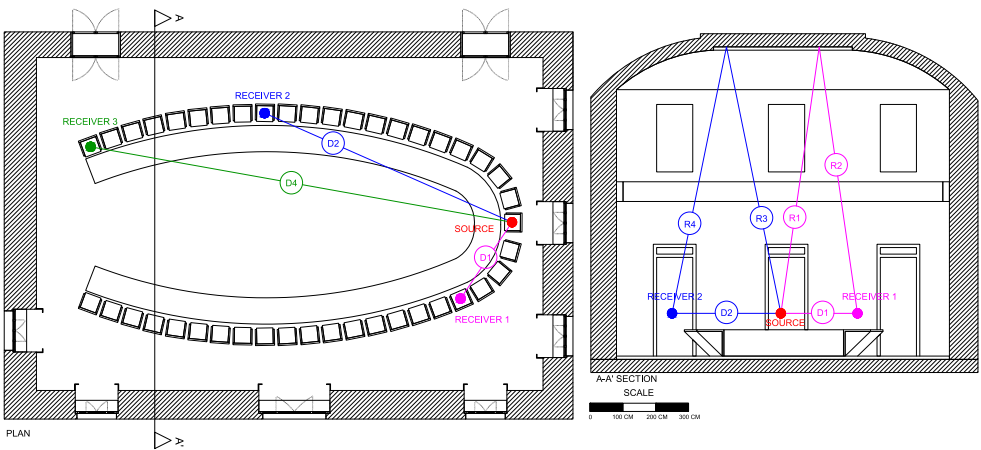 A
RECEIVER 2
RECEIVER 3
D2
D4
SOURCE
D1
RECEIVER 1
PLAN
A'
R2
R4
R3
R1
RECEIVER 2
RECEIVER 1
D2
SOURCE
D1
A-A' SECTION
SCALE
0 100 CM 200 CM 300 CM